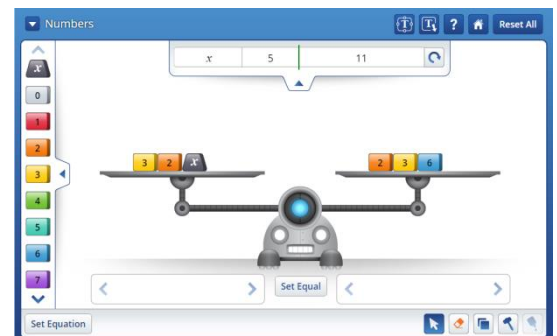 Numbers
T T ? Reset All
x 5 11
x
0
1
2
3
4
5
6
7
3 2 x
2 3 6
Set Equal
Set Equation